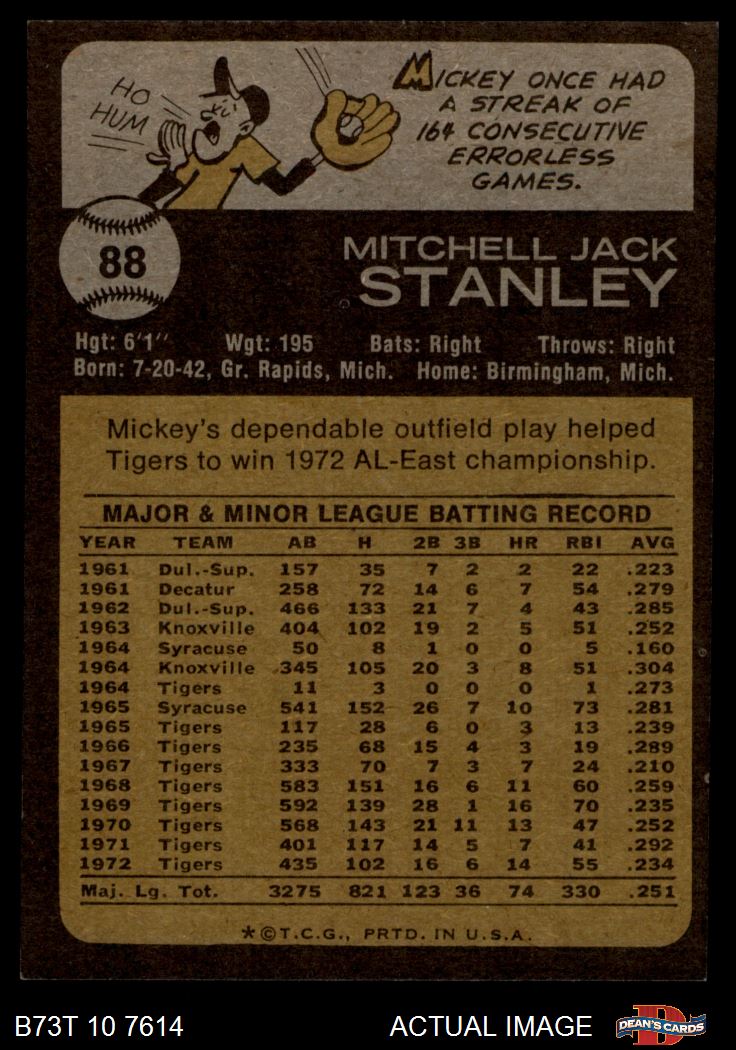 HO
HUM
MICKEY ONCE HAD
A STREAK OF
164 CONSECUTIVE
ERRORLESS
GAMES.
88
MITCHELL JACK
STANLEY
Hgt: 6'1'' Wgt: 195 Bats: Right Throws: Right
Born: 7-20-42, Gr. Rapids, Mich. Home: Birmingham, Mich.
Mickey's dependable outfield play helped
Tigers to win 1972 AL-East championship.
MAJOR & MINOR LEAGUE BATTING RECORD
YEAR TEAM AB H 2B 3B HR RBI AVG
1961 Dul.-Sup. 157 35 7 2 2 22 .223
1961 Decatur 258 72 14 6 7 54 .279
1962 Dul.-Sup. 466 133 21 7 4 43 .285
1963 Knoxville 404 102 19 2 5 51 .252
1964 Syracuse 50 8 1 0 0 5 .160
1964 Knoxville 345 105 20 3 8 51 .304
1964 Tigers 11 3 0 0 0 1 .273
1965 Syracuse 541 152 26 7 10 73 .281
1965 Tigers 117 28 6 0 3 13 .239
1966 Tigers 235 68 15 4 3 19 .289
1967 Tigers 333 70 7 3 7 24 .210
1968 Tigers 583 151 16 6 11 60 .259
1969 Tigers 592 139 28 1 16 70 .235
1970 Tigers 568 143 21 11 13 47 .252
1971 Tigers 401 117 14 5 7 41 .292
1972 Tigers 435 102 16 6 14 55 .234
Maj. Lg. Tot. 3275 821 123 36 74 330 .251
*©T.C.G., PRTD. IN U.S.A.
B73T 10 7614 ACTUAL IMAGE DEAN'S CARDS